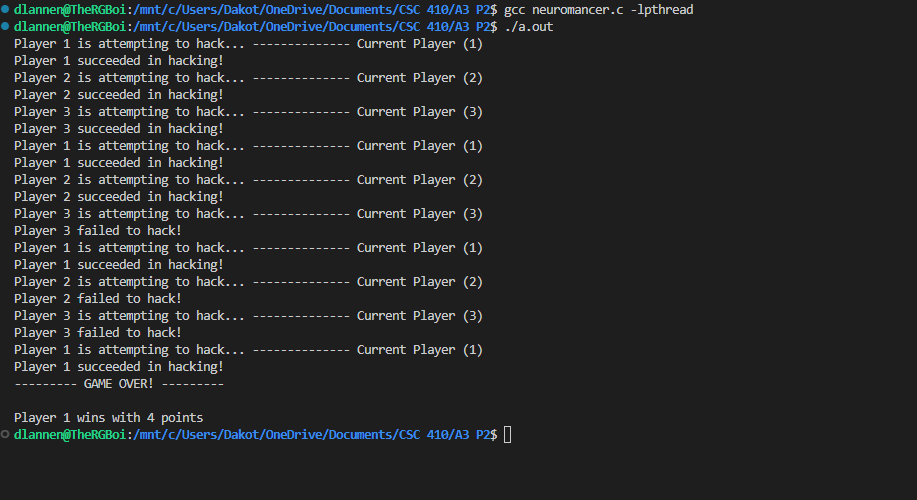 dlannen@TheRGBoi:/mnt/c/Users/Dakot/OneDrive/Documents/CSC 410/A3 P2$ gcc neuromancer.c -lpthread
dlannen@TheRGBoi:/mnt/c/Users/Dakot/OneDrive/Documents/CSC 410/A3 P2$ ./a.out
Player 1 is attempting to hack... -------------- Current Player (1)
Player 1 succeeded in hacking!
Player 2 is attempting to hack... -------------- Current Player (2)
Player 2 succeeded in hacking!
Player 3 is attempting to hack... -------------- Current Player (3)
Player 3 succeeded in hacking!
Player 1 is attempting to hack... -------------- Current Player (1)
Player 1 succeeded in hacking!
Player 2 is attempting to hack... -------------- Current Player (2)
Player 2 succeeded in hacking!
Player 3 is attempting to hack... -------------- Current Player (3)
Player 3 failed to hack!
Player 1 is attempting to hack... -------------- Current Player (1)
Player 1 succeeded in hacking!
Player 2 is attempting to hack... -------------- Current Player (2)
Player 2 failed to hack!
Player 3 is attempting to hack... -------------- Current Player (3)
Player 3 failed to hack!
Player 1 is attempting to hack... -------------- Current Player (1)
Player 1 succeeded in hacking!
--------- GAME OVER! ---------
Player 1 wins with 4 points
dlannen@TheRGBoi:/mnt/c/Users/Dakot/OneDrive/Documents/CSC 410/A3 P2$